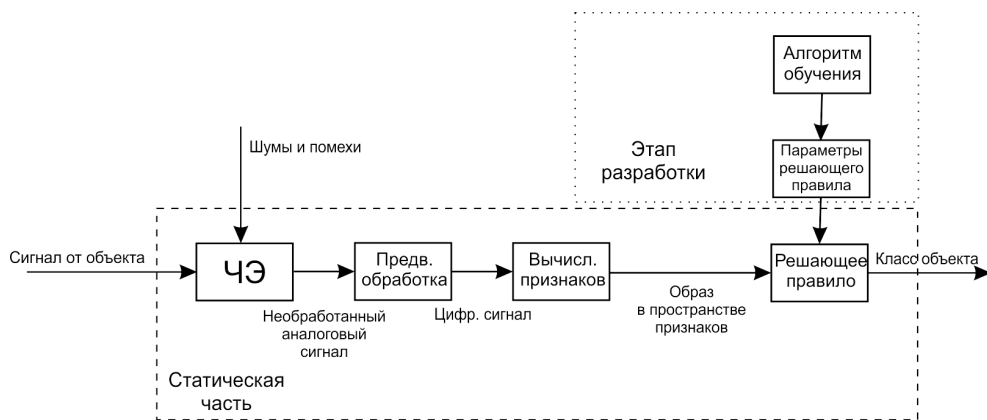 Алгоритм
обучения
Шумы и помехи
Этап
разработки
Параметры
решающего
правила
Сигнал от объекта
ЧЭ
Предв.
обработка
Вычисл.
признаков
Решающее
правило
Класс объекта
Необработанный
аналоговый
сигнал
Цифр. сигнал
Образ
в пространстве
признаков
Статическая
часть